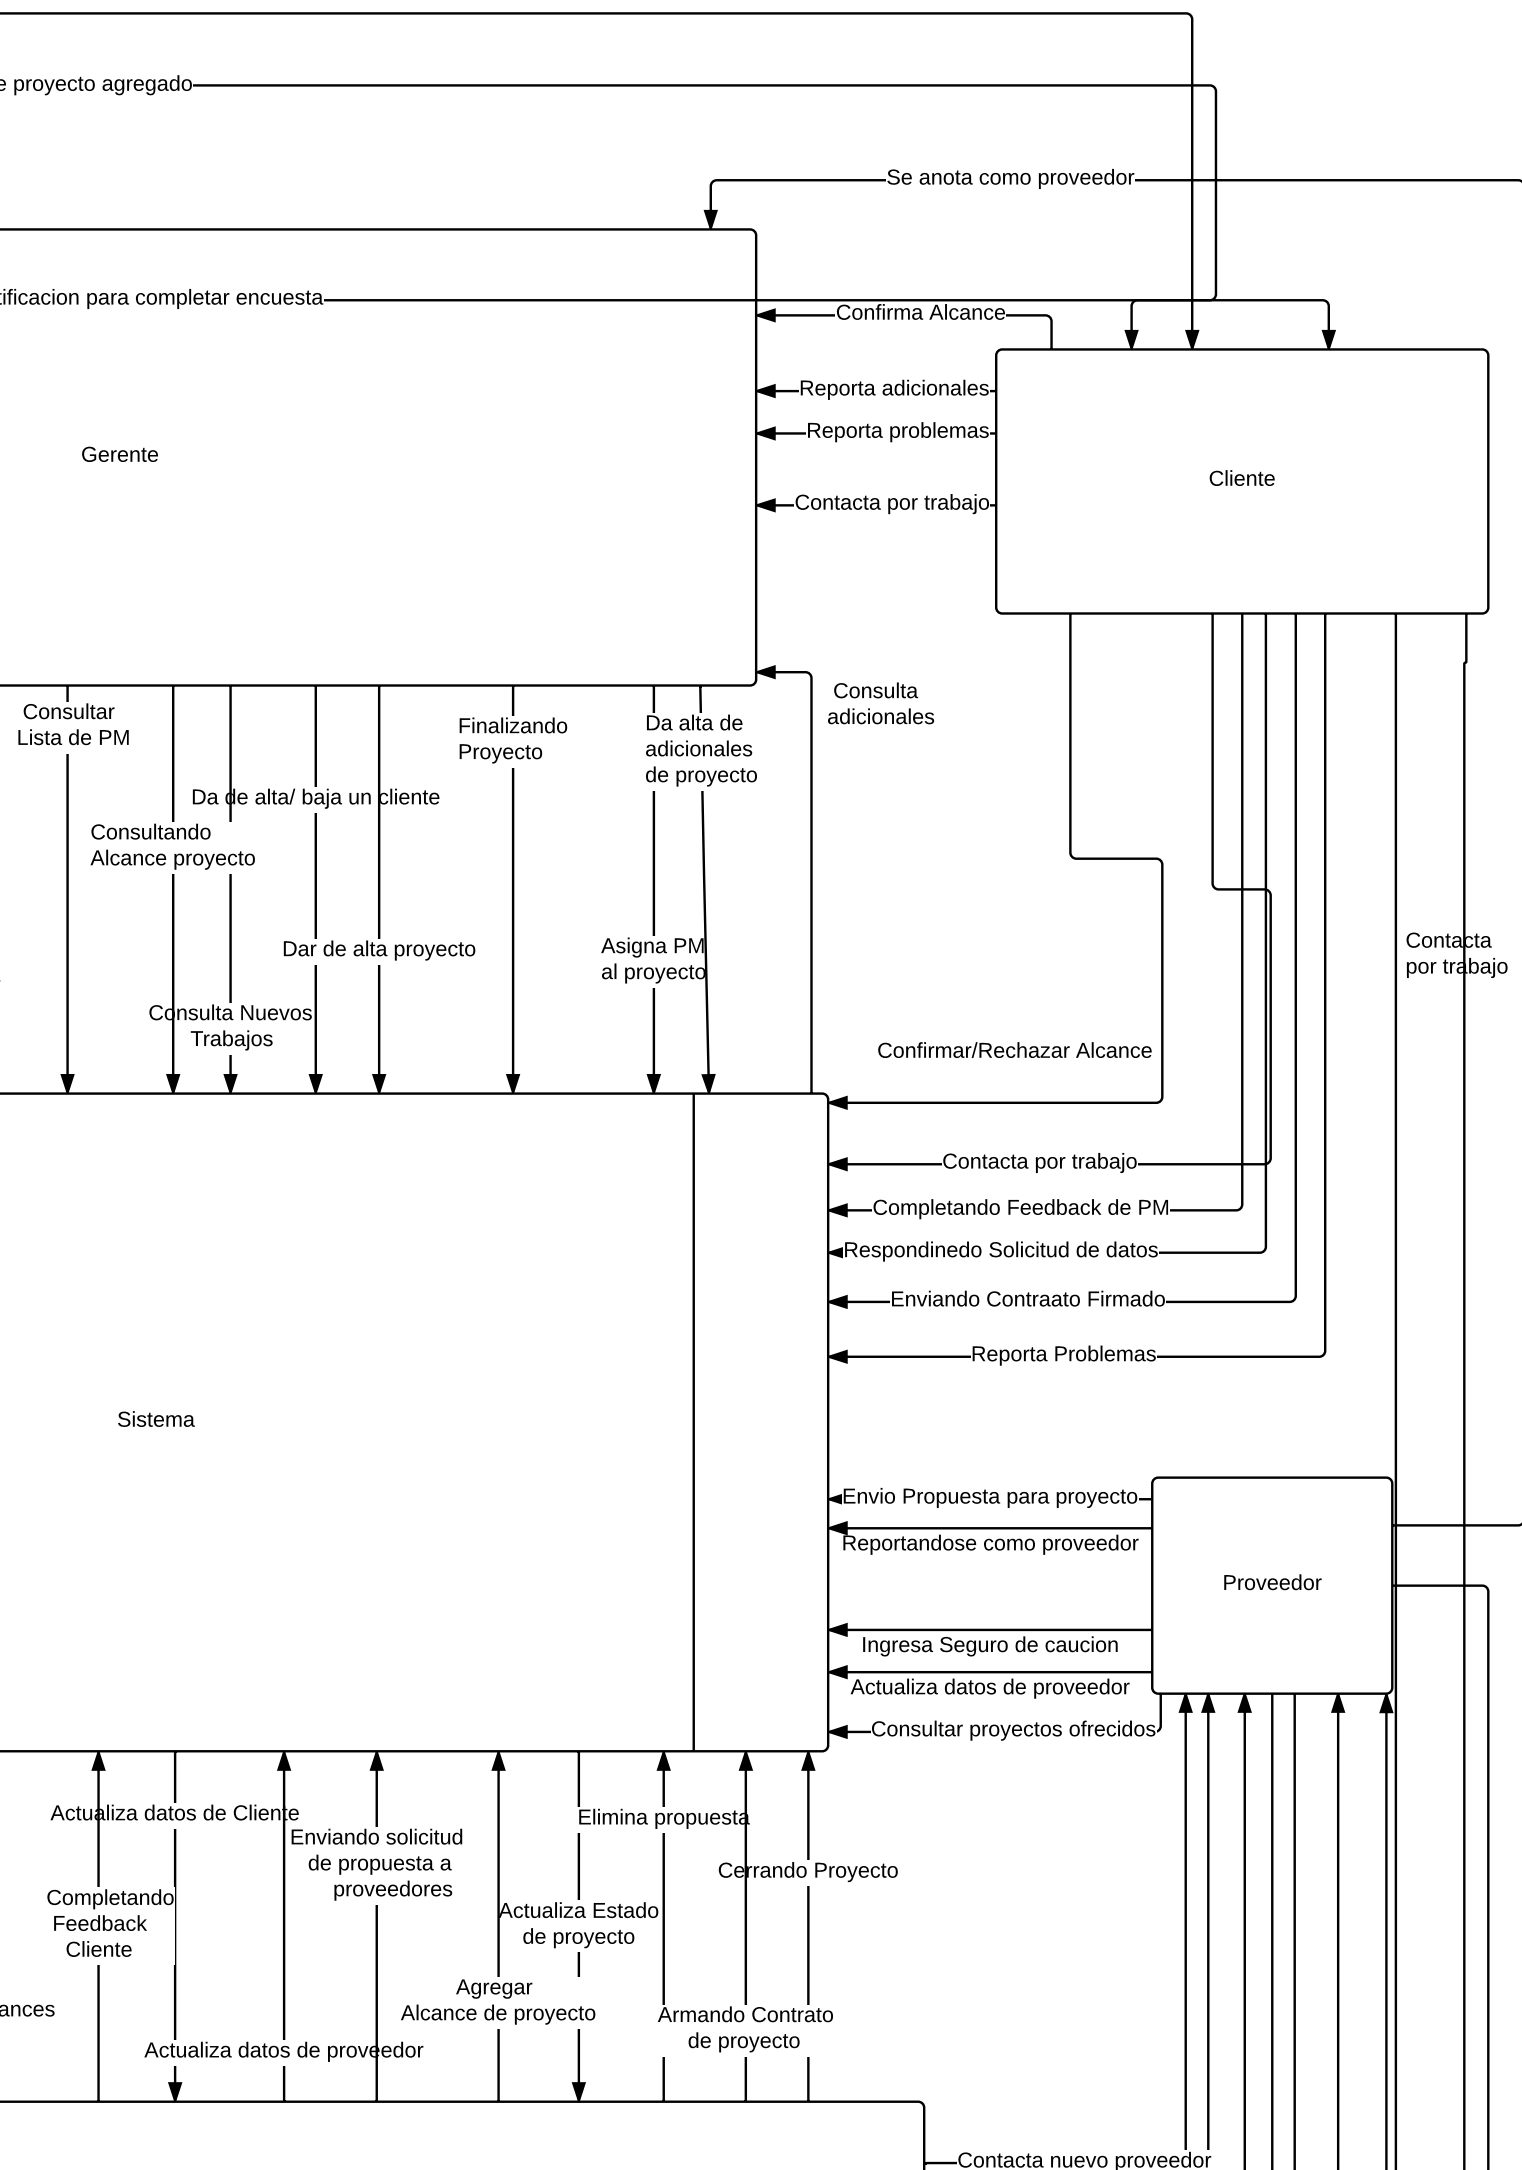 e proyecto agregado
Se anota como proveedor
tificacion para completar encuesta
Confirma Alcance
Reporta adicionales
Reporta problemas
Gerente
Cliente
Contacta por trabajo
Consulta
adicionales
Consultar
Lista de PM
Finalizando
Proyecto
Da alta de
adicionales
de proyecto
Da de alta/ baja un cliente
Consultando
Alcance proyecto
Dar de alta proyecto
Asigna PM
al proyecto
Contacta
por trabajo
Consulta Nuevos
Trabajos
Confirmar/Rechazar Alcance
Contacta por trabajo
Completando Feedback de PM
Respondinedo Solicitud de datos
Enviando Contraato Firmado
Reporta Problemas
Sistema
Envio Propuesta para proyecto
Reportandose como proveedor
Proveedor
Ingresa Seguro de caucion
Actualiza datos de proveedor
Consultar proyectos ofrecidos
Actualiza datos de Cliente
Elimina propuesta
Enviando solicitud
de propuesta a
proveedores
Cerrando Proyecto
Completando
Feedback
Cliente
Actualiza Estado
de proyecto
Agregar
Alcance de proyecto
ances
Armando Contrato
de proyecto
Actualiza datos de proveedor
Contacta nuevo proveedor